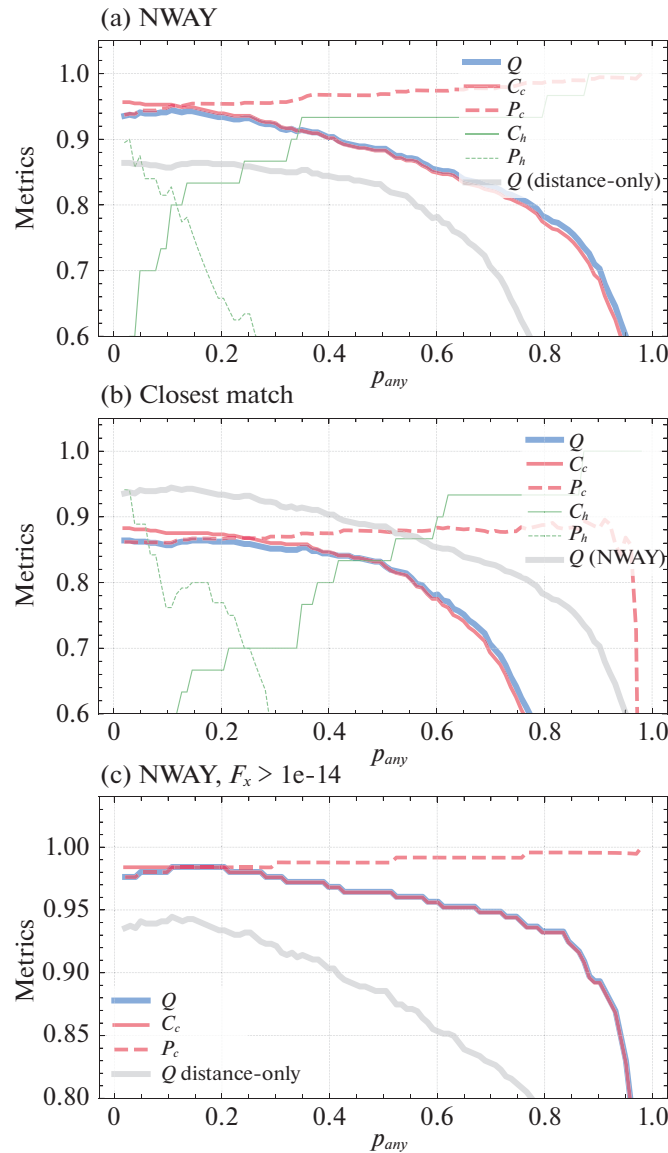 (a) NWAY
1.0
0.9
0.8
0.7
0.6
Metrics
Q
C_c
P_c
C_h
P_h
Q (distance-only)
0 0.2 0.4 0.6 0.8 1.0
p_any
(b) Closest match
1.0
0.9
0.8
0.7
0.6
Metrics
Q
C_c
P_c
C_h
P_h
Q (NWAY)
0 0.2 0.4 0.6 0.8 1.0
p_any
(c) NWAY, F_x > 1e-14
1.00
0.95
0.90
0.85
0.80
Metrics
Q
C_c
P_c
Q distance-only
0 0.2 0.4 0.6 0.8 1.0
p_any